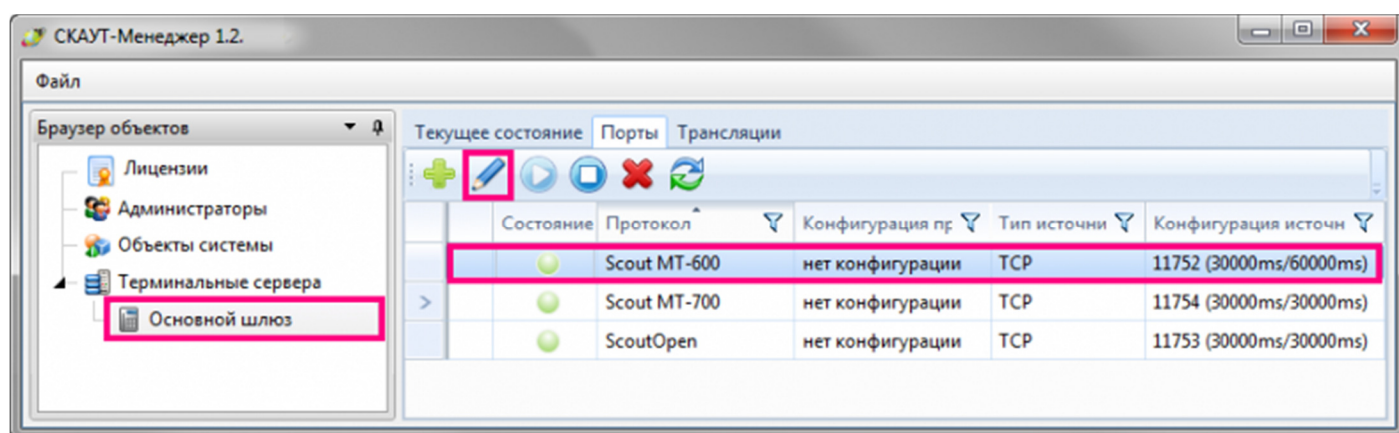 СКАУТ-Менеджер 1.2.
Файл
Браузер объектов
Лицензии
Администраторы
Объекты системы
Терминальные сервера
Основной шлюз
Текущее состояние Порты Трансляции
Состояние Протокол Конфигурация пр Тип источни Конфигурация источн
Scout MT-600 нет конфигурации TCP 11752 (30000ms/60000ms)
Scout MT-700 нет конфигурации TCP 11754 (30000ms/30000ms)
ScoutOpen нет конфигурации TCP 11753 (30000ms/30000ms)